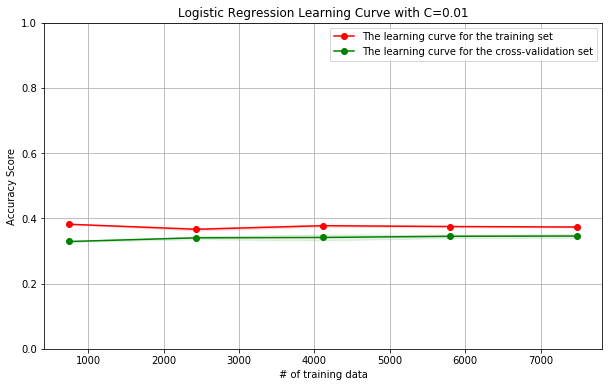 Logistic Regression Learning Curve with C=0.01
The learning curve for the training set
The learning curve for the cross-validation set
Accuracy Score
1.0
0.8
0.6
0.4
0.2
0.0
1000 2000 3000 4000 5000 6000 7000
# of training data